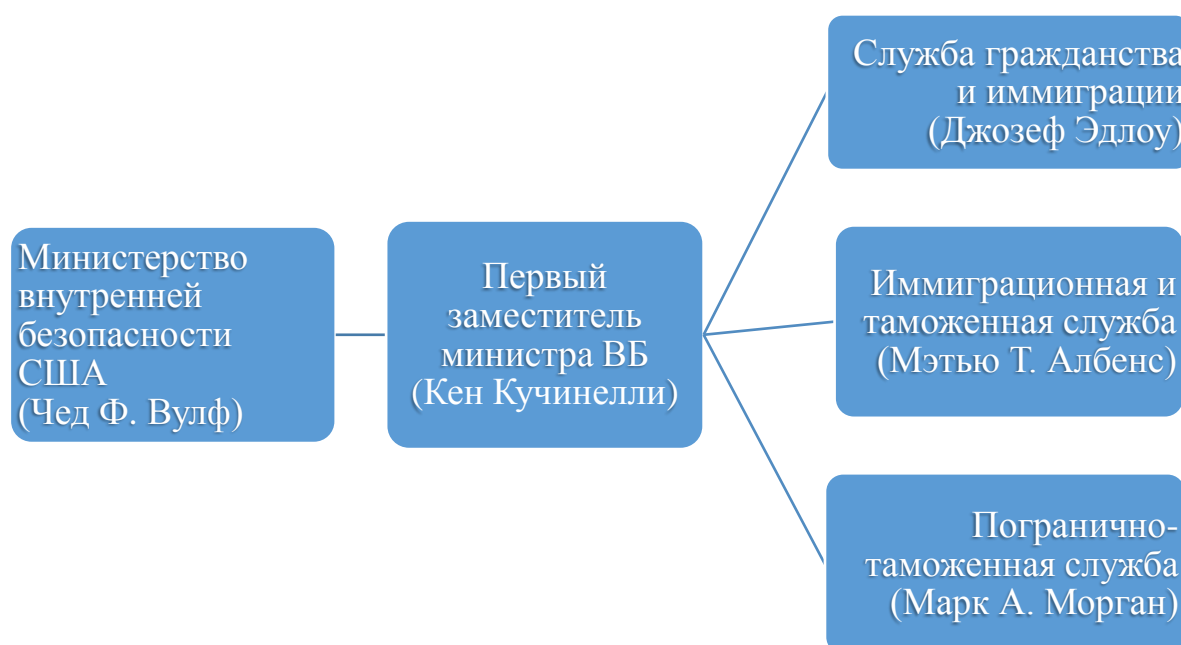 Министерство
внутренней
безопасности
США
(Чед Ф. Вулф)
Первый
заместитель
министра ВБ
(Кен Кучинелли)
Служба гражданства
и иммиграции
(Джозеф Эдлоу)
Иммиграционная и
таможенная служба
(Мэтью Т. Албенс)
Погранично-
таможенная служба
(Марк А. Морган)